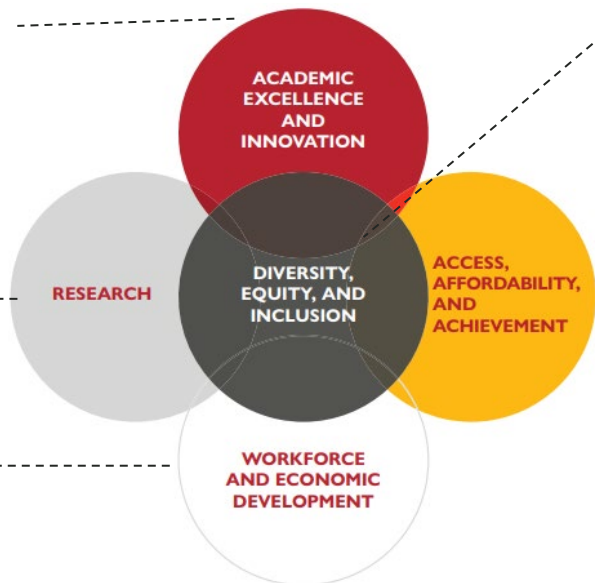 ACADEMIC
EXCELLENCE
AND
INNOVATION
RESEARCH
DIVERSITY,
EQUITY, AND
INCLUSION
ACCESS,
AFFORDABILITY,
AND
ACHIEVEMENT
WORKFORCE
AND ECONOMIC
DEVELOPMENT